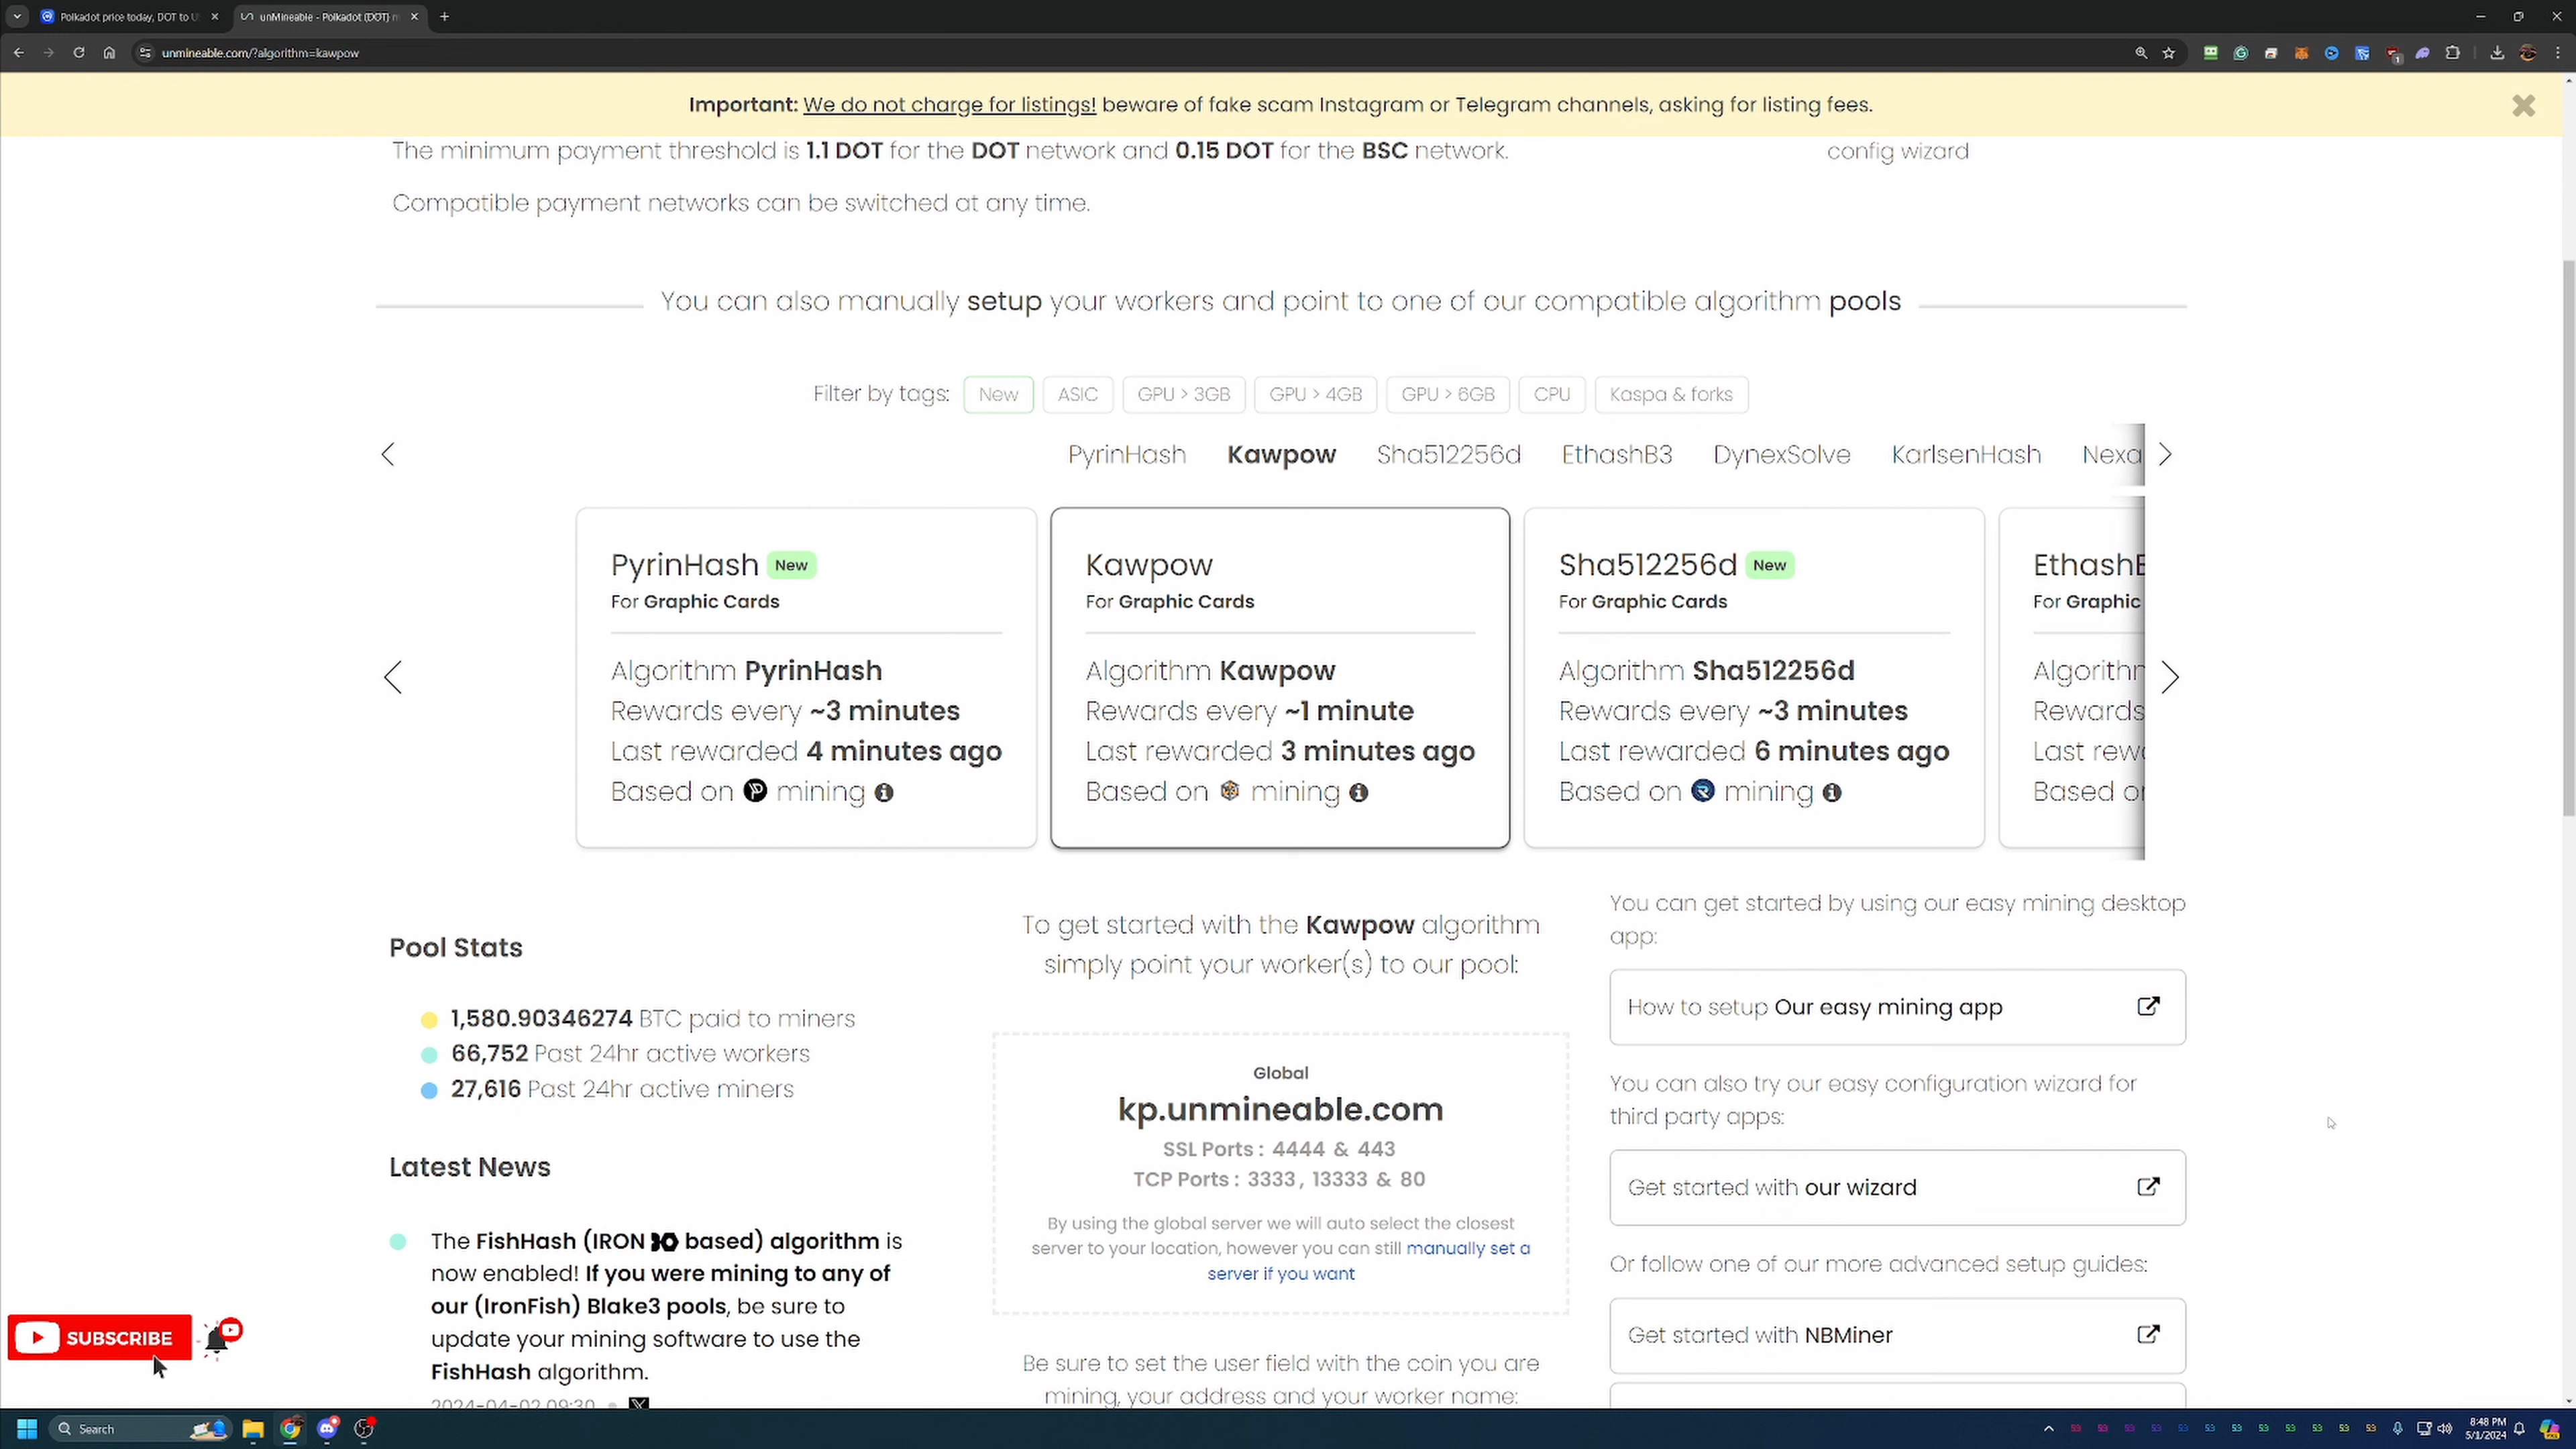 Polkadot price today, DOT to U
unMineable - Polkadot (DOT) m
unmineable.com/?algorithm=kawpow
Important: We do not charge for listings! beware of fake scam Instagram or Telegram channels, asking for listing fees.
The minimum payment threshold is 1.1 DOT for the DOT network and 0.15 DOT for the BSC network.
config wizard
Compatible payment networks can be switched at any time.
You can also manually setup your workers and point to one of our compatible algorithm pools
Filter by tags: New ASIC GPU > 3GB GPU > 4GB GPU > 6GB CPU Kaspa & forks
PyrinHash Kawpow Sha512256d EthashB3 DynexSolve KarlsenHash Nexa
PyrinHash New
For Graphic Cards
Algorithm PyrinHash
Rewards every ~3 minutes
Last rewarded 4 minutes ago
Based on mining
Kawpow
For Graphic Cards
Algorithm Kawpow
Rewards every ~1 minute
Last rewarded 3 minutes ago
Based on mining
Sha512256d New
For Graphic Cards
Algorithm Sha512256d
Rewards every ~3 minutes
Last rewarded 6 minutes ago
Based on mining
EthashB
For Graphic
Algorithm
Rewards
Last rew
Based on
Pool Stats
1,580.90346274 BTC paid to miners
66,752 Past 24hr active workers
27,616 Past 24hr active miners
Latest News
The FishHash (IRON based) algorithm is
now enabled! If you were mining to any of
our (IronFish) Blake3 pools, be sure to
update your mining software to use the
FishHash algorithm.
2024-04-02 09:30
To get started with the Kawpow algorithm
simply point your worker(s) to our pool:
Global
kp.unmineable.com
SSL Ports : 4444 & 443
TCP Ports : 3333 , 13333 & 80
By using the global server we will auto select the closest
server to your location, however you can still manually set a
server if you want
Be sure to set the user field with the coin you are
mining, your address and your worker name:
You can get started by using our easy mining desktop
app:
How to setup Our easy mining app
You can also try our easy configuration wizard for
third party apps:
Get started with our wizard
Or follow one of our more advanced setup guides:
Get started with NBMiner
SUBSCRIBE
Search
8:48 PM
5/1/2024